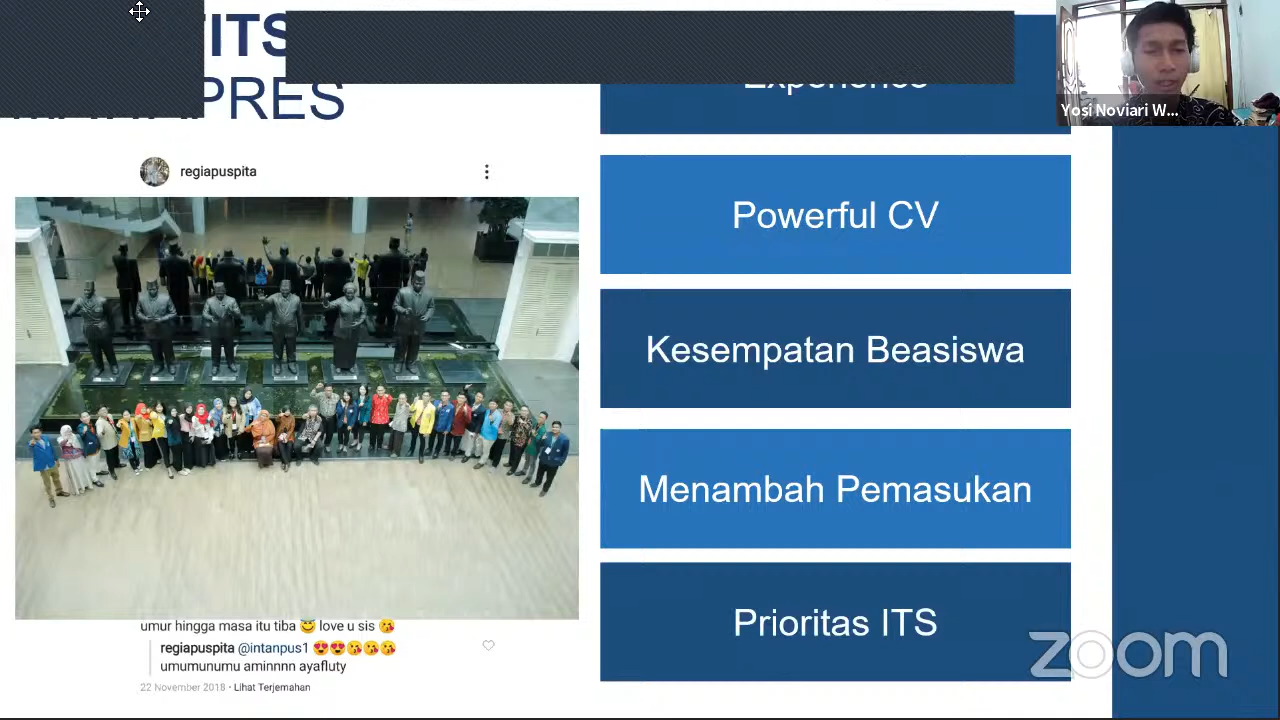 ITS
PRES
Experience
Yosi Noviari W...
regiapuspita
Powerful CV
Kesempatan Beasiswa
Menambah Pemasukan
Prioritas ITS
umur hingga masa itu tiba 😇 love u sis 😘
regiapuspita @intanpus1 😍😍😘😘😘
umumunumu aminnnn ayafluty
22 November 2018 • Lihat Terjemahan
zoom